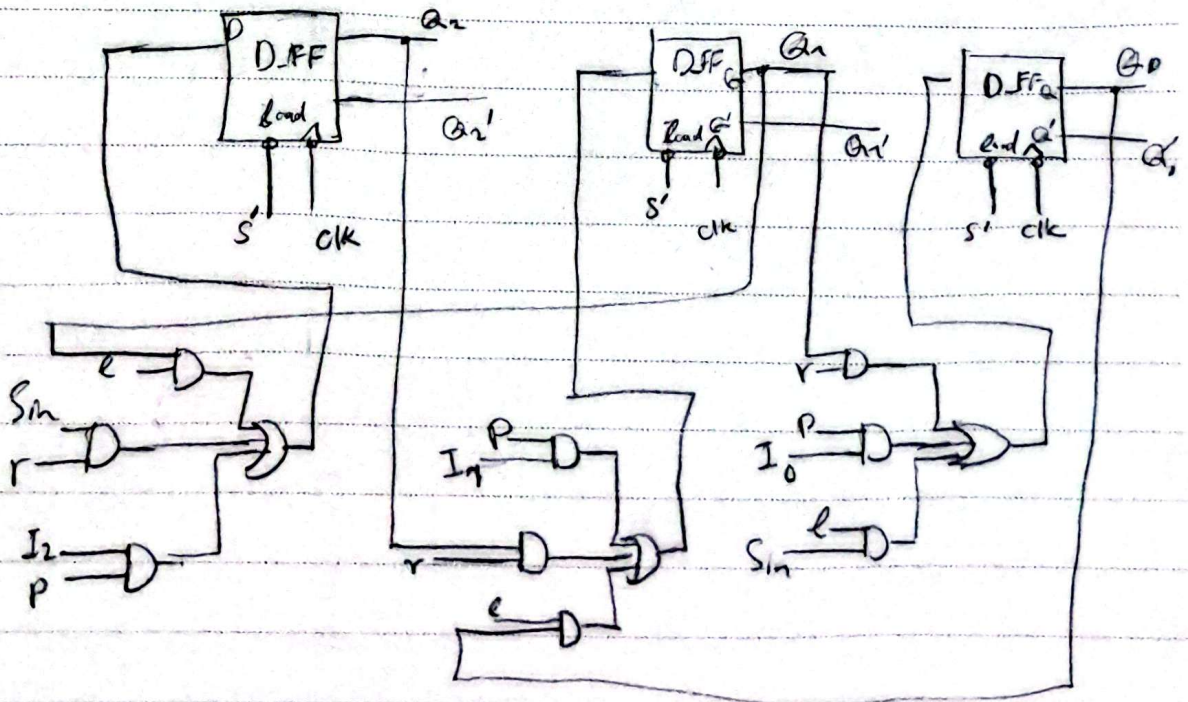 D
D_FF
load
Q₂
Q₂'
S'
clk
D_FF
Q
load
Q'
Q₁
Q₁'
S'
clk
D_FF
Q
load
Q'
Q₀
S'
clk
l
Sin
r
I₂
P
P
I₁
r
l
r
P
I₀
l
Sin